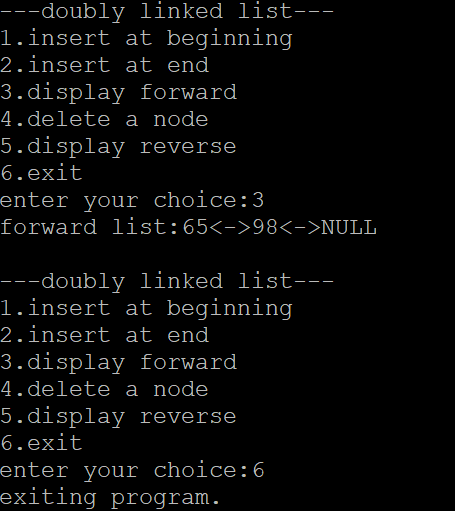 ---doubly linked list---
1.insert at beginning
2.insert at end
3.display forward
4.delete a node
5.display reverse
6.exit
enter your choice:3
forward list:65<->98<->NULL

---doubly linked list---
1.insert at beginning
2.insert at end
3.display forward
4.delete a node
5.display reverse
6.exit
enter your choice:6
exiting program.